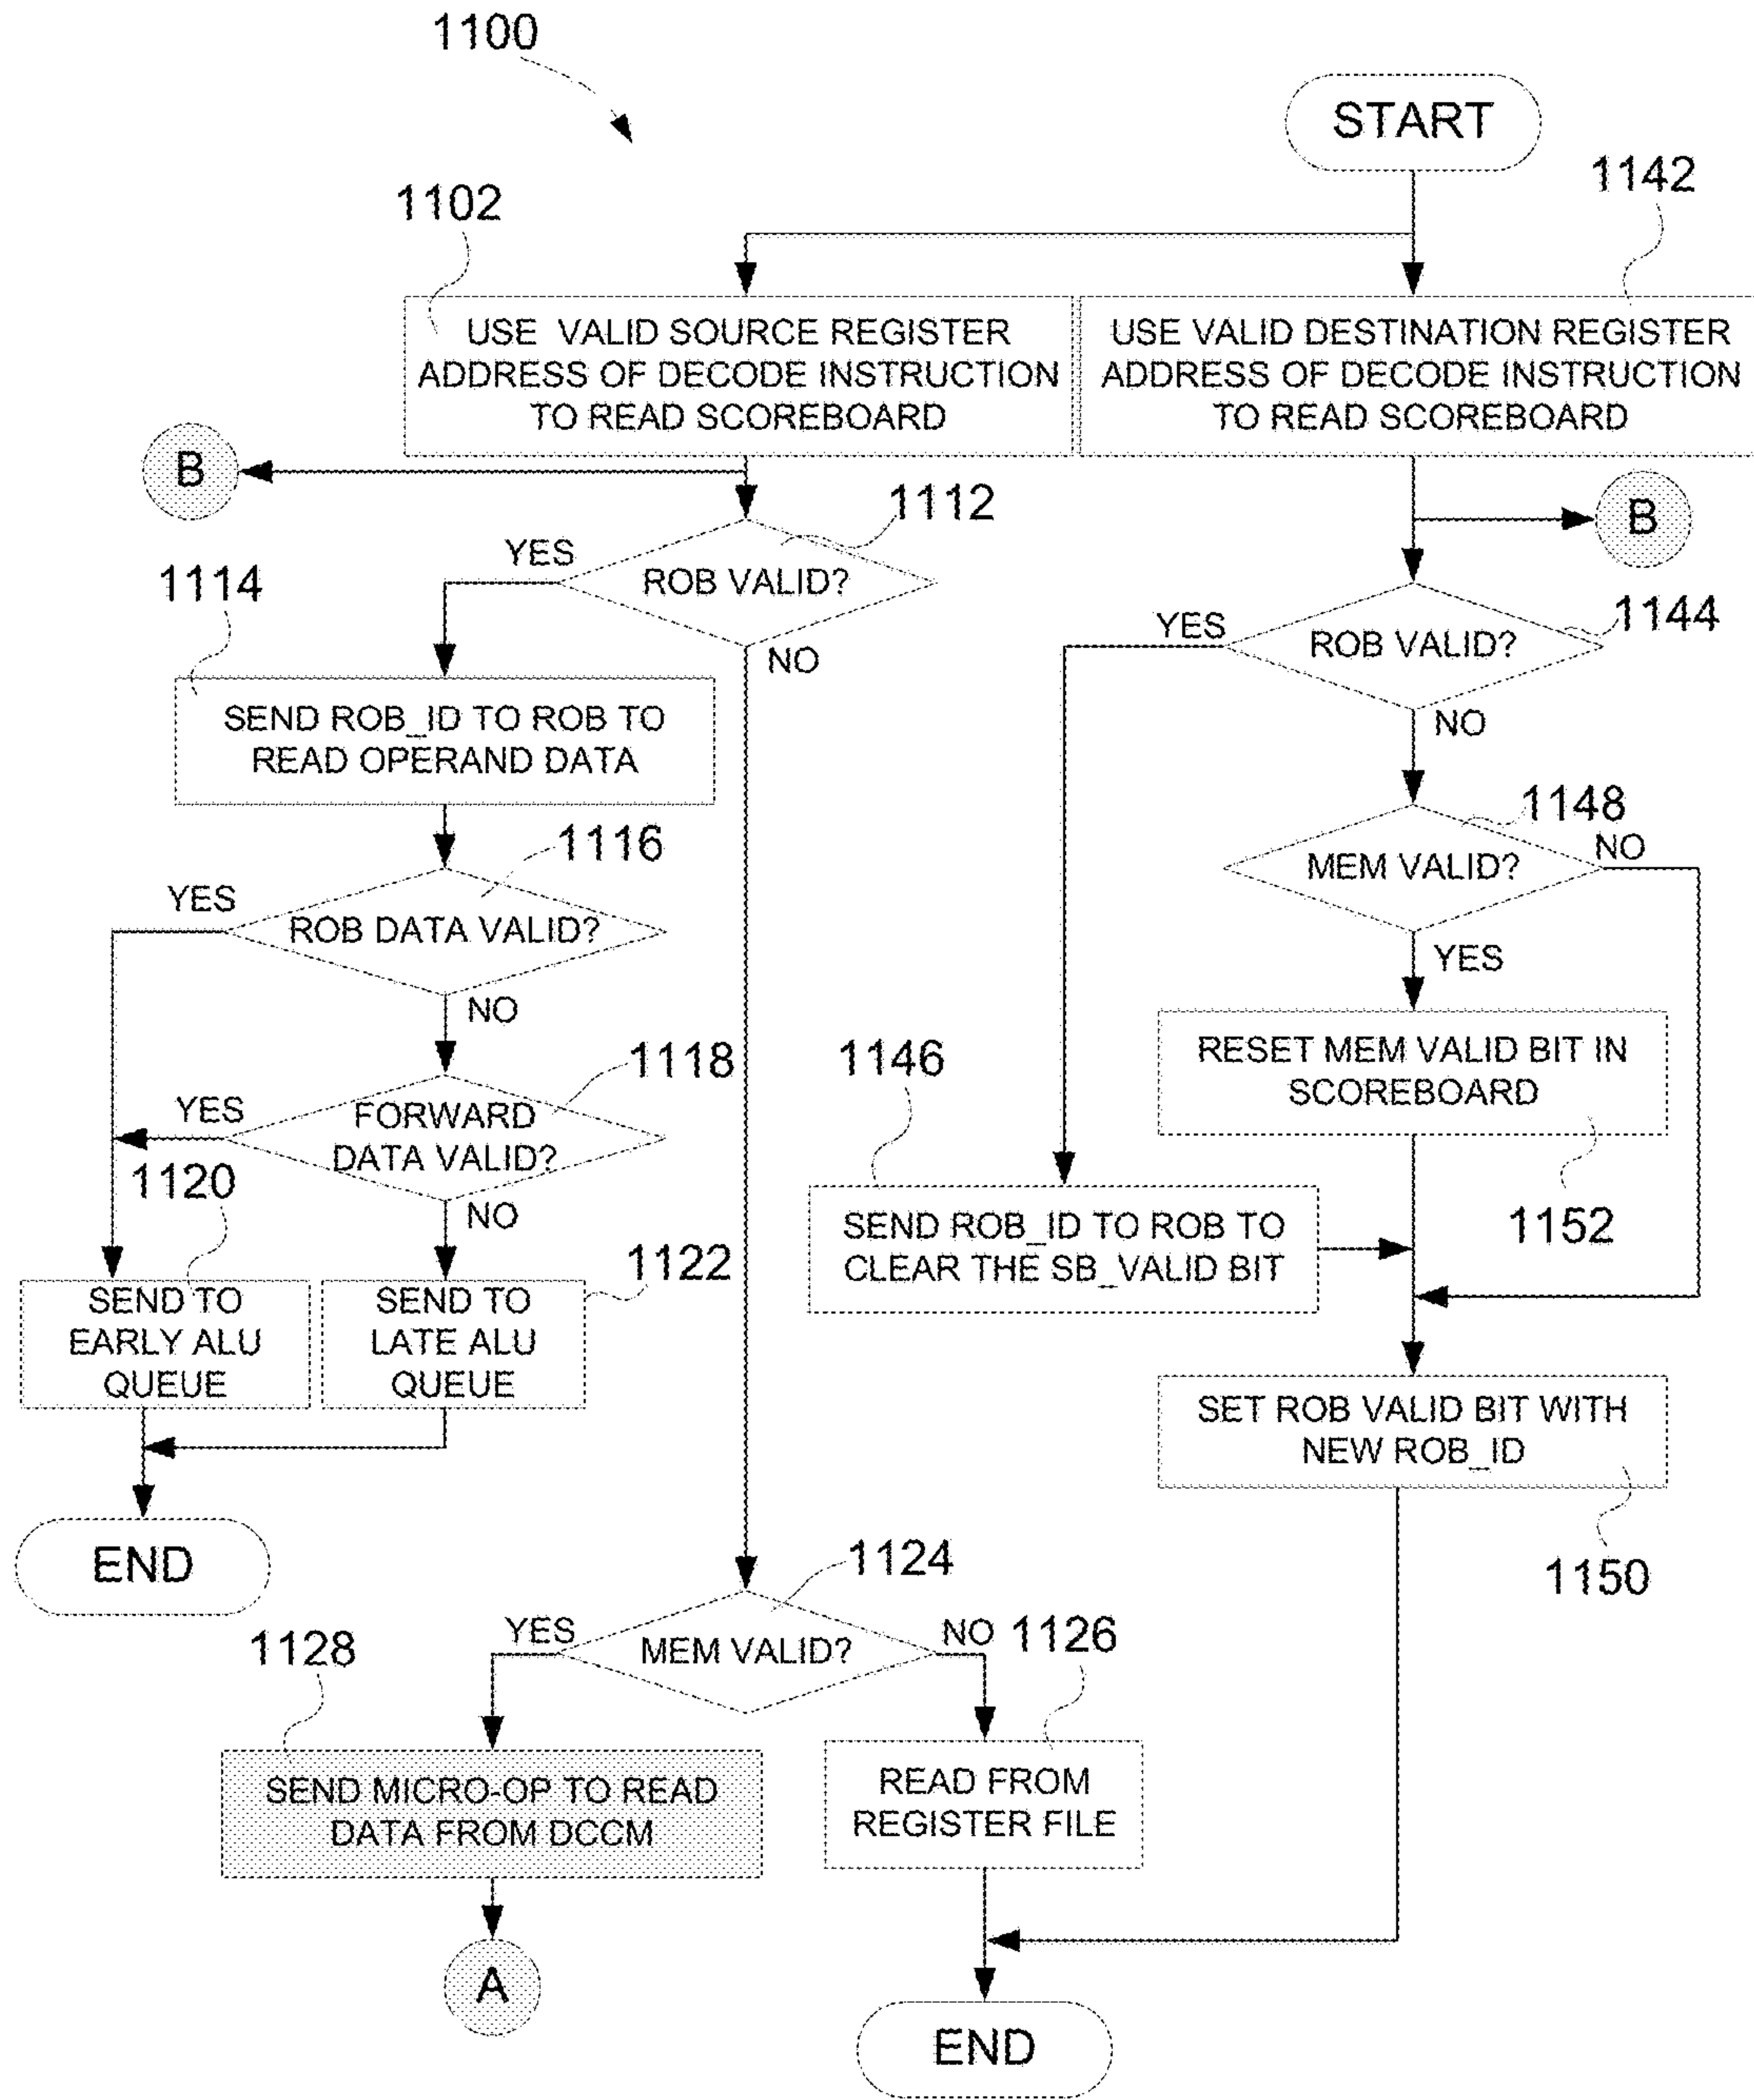 1100
START
1102
1142
USE VALID SOURCE REGISTER
ADDRESS OF DECODE INSTRUCTION
TO READ SCOREBOARD
USE VALID DESTINATION REGISTER
ADDRESS OF DECODE INSTRUCTION
TO READ SCOREBOARD
B
1112
B
YES
ROB VALID?
NO
1114
1144
YES
ROB VALID?
NO
SEND ROB_ID TO ROB TO
READ OPERAND DATA
1116
1148
MEM VALID?
NO
YES
YES
ROB DATA VALID?
NO
1118
YES
FORWARD
DATA VALID?
NO
1146
RESET MEM VALID BIT IN
SCOREBOARD
1152
1120
1122
SEND ROB_ID TO ROB TO
CLEAR THE SB_VALID BIT
SEND TO
EARLY ALU
QUEUE
SEND TO
LATE ALU
QUEUE
SET ROB VALID BIT WITH
NEW ROB_ID
1150
END
1124
YES
MEM VALID?
NO
1126
1128
SEND MICRO-OP TO READ
DATA FROM DCCM
READ FROM
REGISTER FILE
A
END